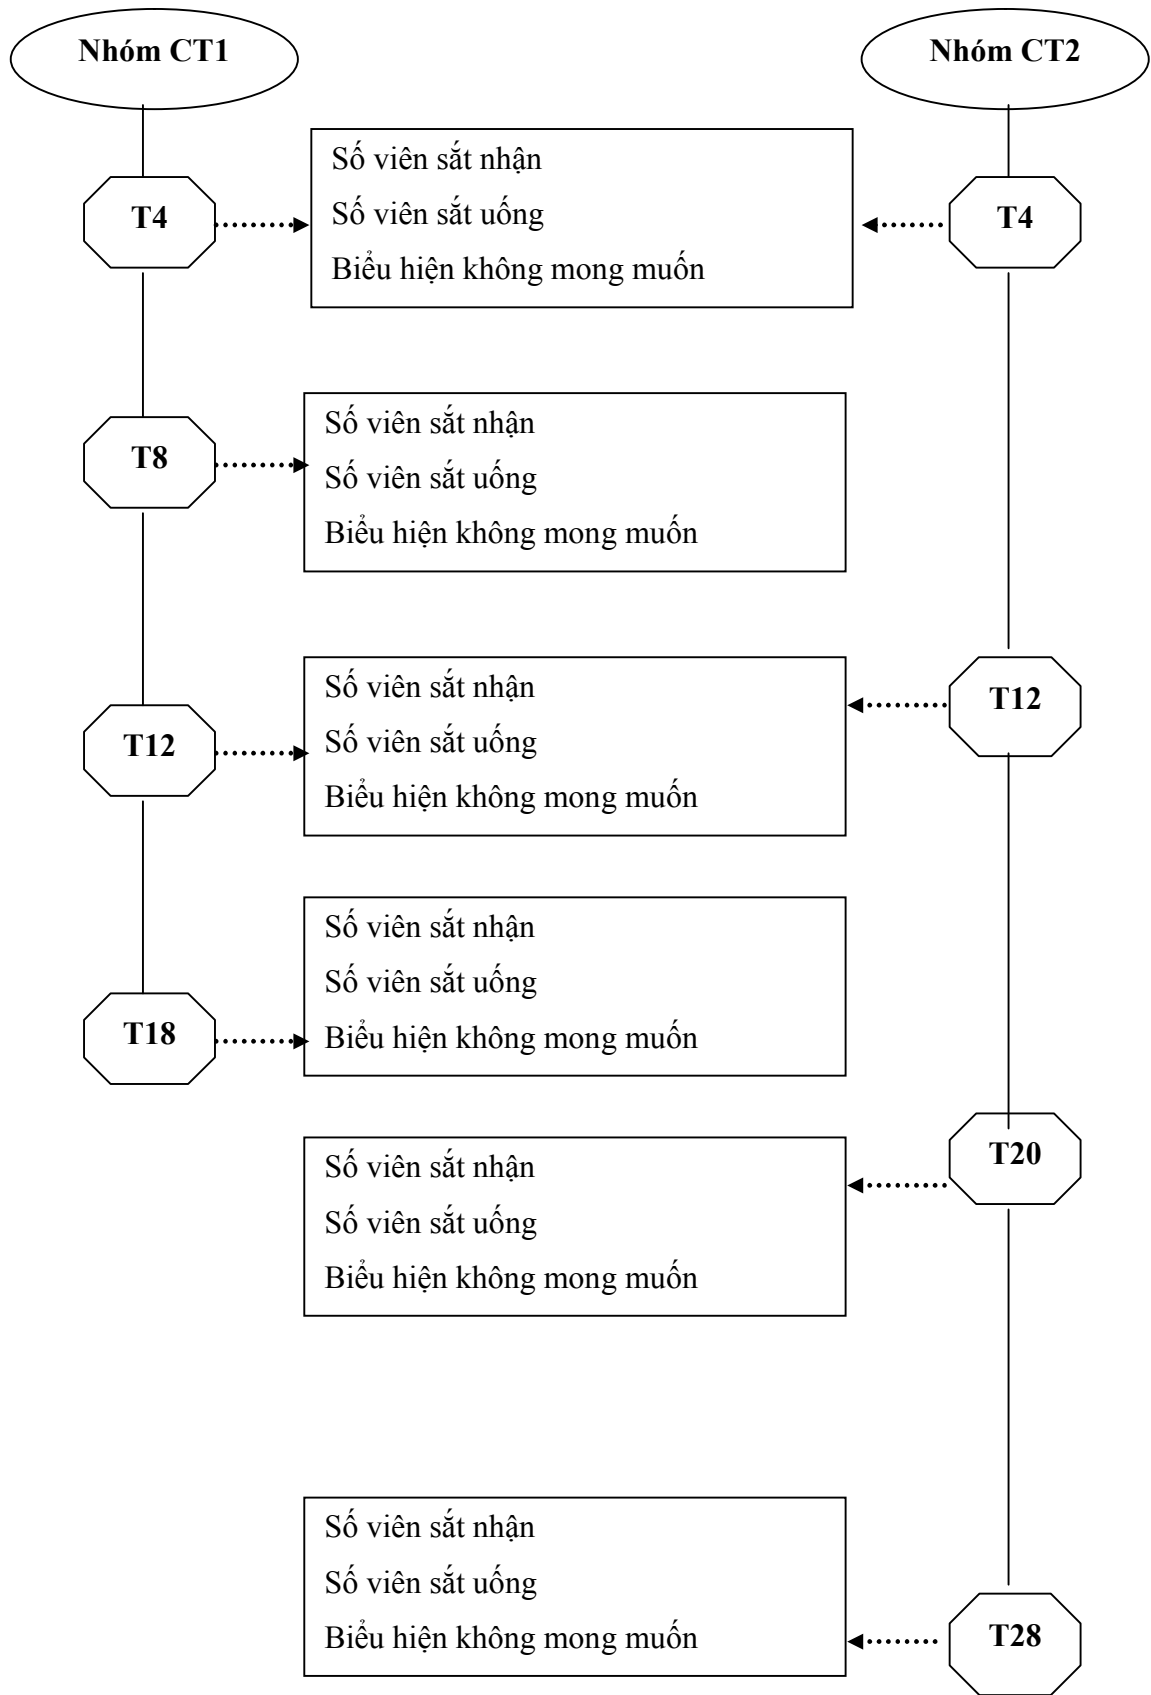 Nhóm CT1
Nhóm CT2
Số viên sắt nhận
Số viên sắt uống
Biểu hiện không mong muốn
T4
T4
Số viên sắt nhận
Số viên sắt uống
Biểu hiện không mong muốn
T8
Số viên sắt nhận
Số viên sắt uống
Biểu hiện không mong muốn
T12
T12
Số viên sắt nhận
Số viên sắt uống
Biểu hiện không mong muốn
T18
Số viên sắt nhận
Số viên sắt uống
Biểu hiện không mong muốn
T20
Số viên sắt nhận
Số viên sắt uống
Biểu hiện không mong muốn
T28